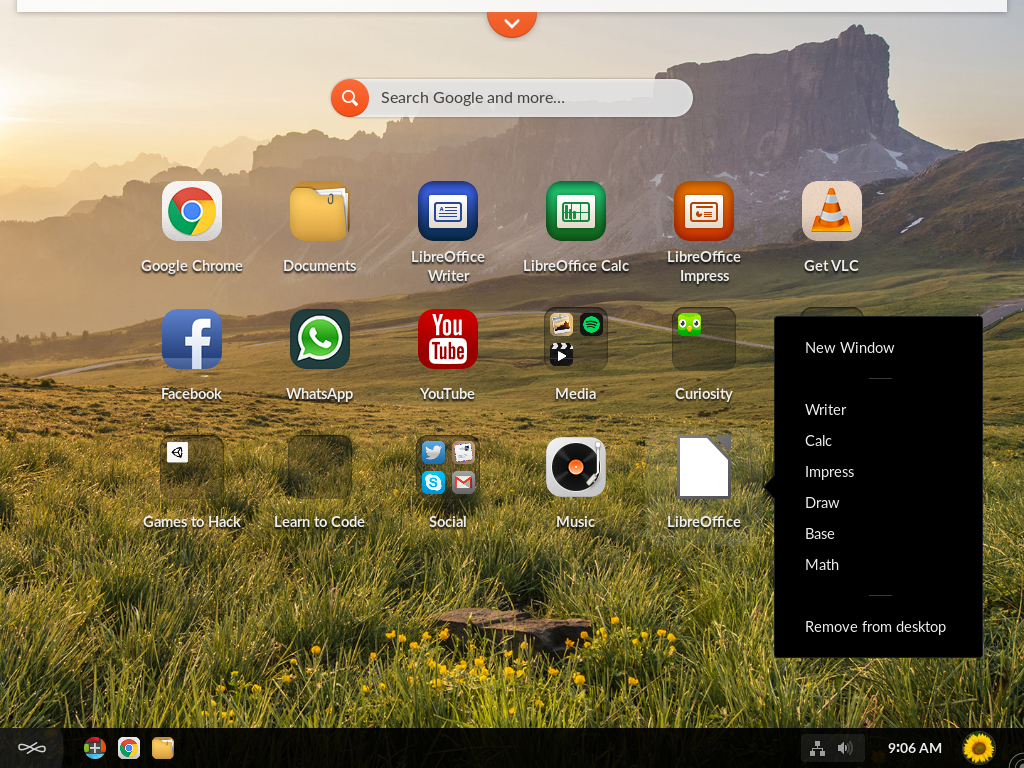 Search Google and more...
Google Chrome
Documents
LibreOffice
Writer
LibreOffice Calc
LibreOffice
Impress
Get VLC
You
Tube
Facebook
WhatsApp
YouTube
Media
Curiosity
Games to Hack
Learn to Code
Social
Music
LibreOffice
New Window
Writer
Calc
Impress
Draw
Base
Math
Remove from desktop
9:06 AM